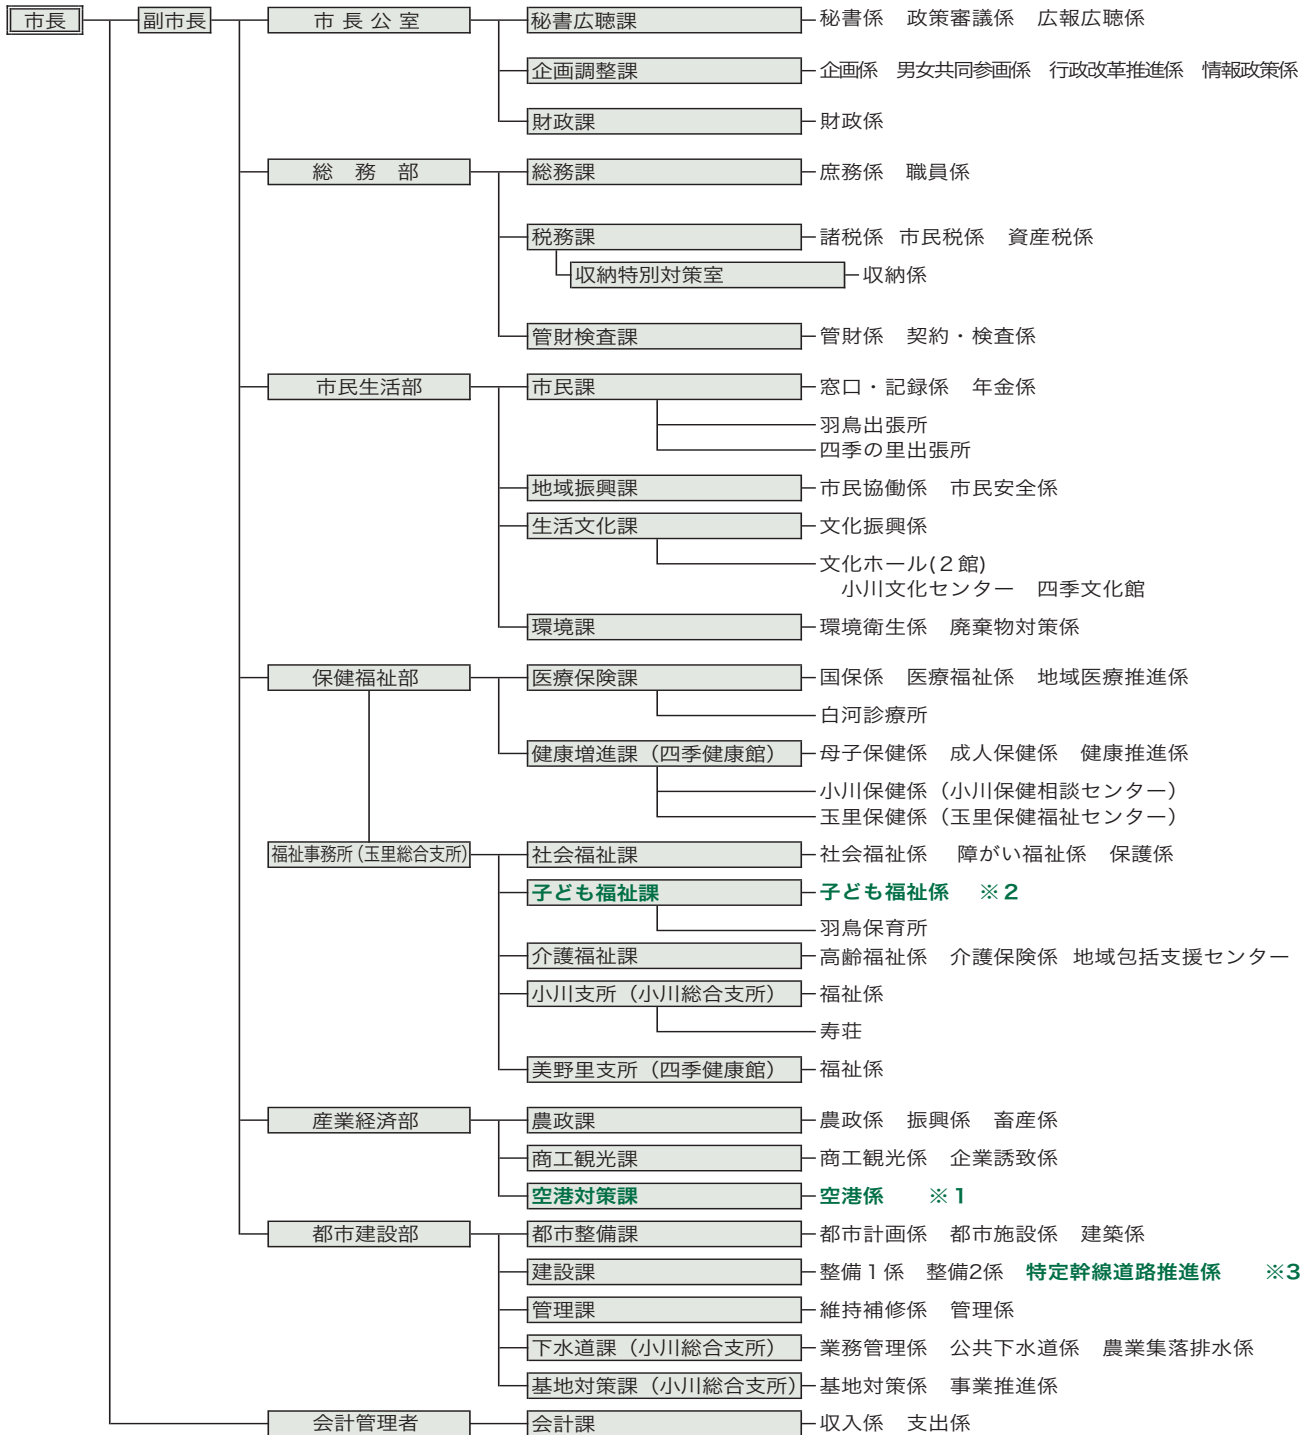 市長 副市長 市長公室 秘書広聴課 秘書係 政策審議係 広報広聴係
企画調整課 企画係 男女共同参画係 行政改革推進係 情報政策係
財政課 財政係
総務部 総務課 庶務係 職員係
税務課 諸税係 市民税係 資産税係
収納特別対策室 収納係
管財検査課 管財係 契約・検査係
市民生活部 市民課 窓口・記録係 年金係
羽鳥出張所
四季の里出張所
地域振興課 市民協働係 市民安全係
生活文化課 文化振興係
文化ホール(２館)
小川文化センター 四季文化館
環境課 環境衛生係 廃棄物対策係
保健福祉部 医療保険課 国保係 医療福祉係 地域医療推進係
白河診療所
健康増進課（四季健康館） 母子保健係 成人保健係 健康推進係
小川保健係（小川保健相談センター）
玉里保健係（玉里保健福祉センター）
福祉事務所（玉里総合支所） 社会福祉課 社会福祉係 障がい福祉係 保護係
子ども福祉課 子ども福祉係 ※２
羽鳥保育所
介護福祉課 高齢福祉係 介護保険係 地域包括支援センター
小川支所（小川総合支所） 福祉係
寿荘
美野里支所（四季健康館） 福祉係
産業経済部 農政課 農政係 振興係 畜産係
商工観光課 商工観光係 企業誘致係
空港対策課 空港係 ※１
都市建設部 都市整備課 都市計画係 都市施設係 建築係
建設課 整備１係 整備2係 特定幹線道路推進係 ※3
管理課 維持補修係 管理係
下水道課（小川総合支所） 業務管理係 公共下水道係 農業集落排水係
基地対策課（小川総合支所） 基地対策係 事業推進係
会計管理者 会計課 収入係 支出係